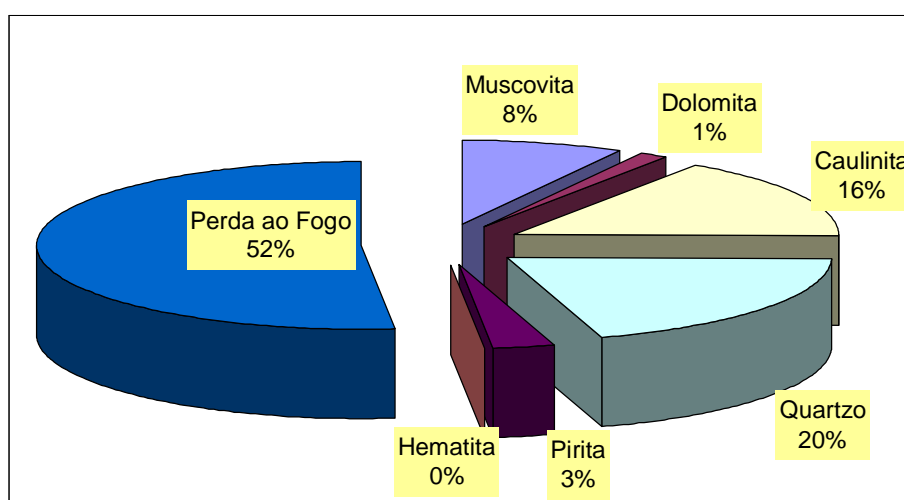 Muscovita
8%
Dolomita
1%
Caulinita
16%
Perda ao Fogo
52%
Quartzo
20%
Pirita
3%
Hematita
0%